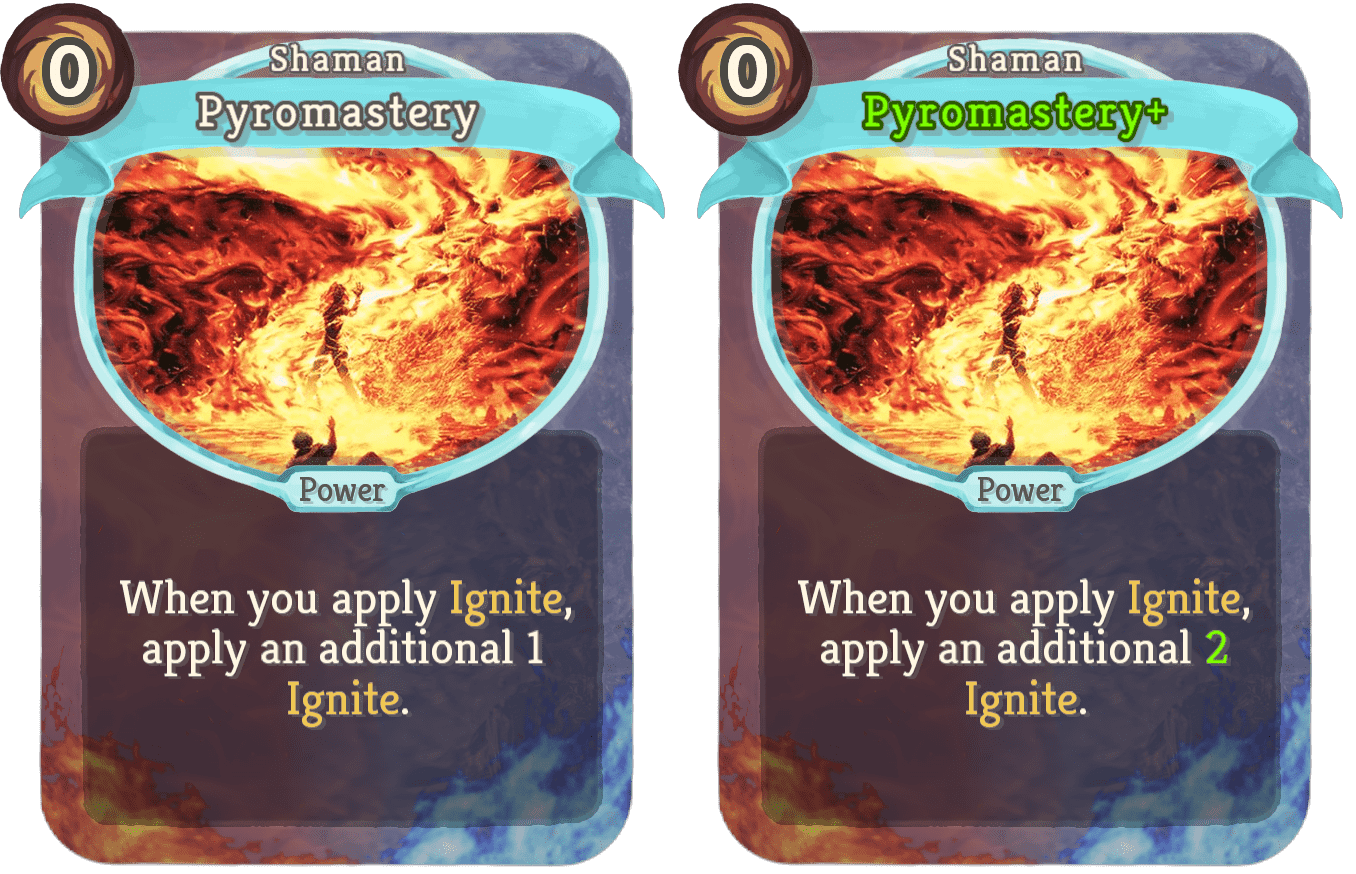 0
Shaman
Pyromastery
Power
When you apply Ignite,
apply an additional 1
Ignite.
0
Shaman
Pyromastery+
Power
When you apply Ignite,
apply an additional 2
Ignite.